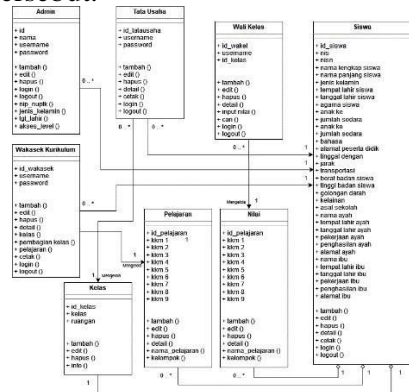 Admin
+ id
+ nama
+ username
+ password
+ tambah ()
+ edit ()
+ hapus ()
+ login ()
+ logout ()
+ nip_nuptk ()
+ jenis_kelamin ()
+ tgl_lahir ()
+ akses_level ()
Tata Usaha
+ id_tatausaha
+ username
+ password
+ tambah ()
+ edit ()
+ hapus ()
+ detail ()
+ cetak ()
+ login ()
+ logout ()
Wali Kelas
+ id_wakel
+ username
+ id_kelas
+ tambah ()
+ edit ()
+ hapus ()
+ detail ()
+ input nilai ()
+ cari ()
+ login ()
+ logout ()
Siswa
+ id_siswa
+ nis
+ nisn
+ nama lengkap siswa
+ nama panjang siswa
+ jenis kelamin
+ tempat lahir siswa
+ tanggal lahir siswa
+ agama siswa
+ anak ke
+ jumlah sodara
+ anak ke
+ jumlah sodara
+ bahasa
+ alamat peserta didik
+ tinggal dengan
+ jarak
+ transportasi
+ berat badan siswa
+ tinggi badan siswa
+ golongan darah
+ kelainan
+ asal sekolah
+ nama ayah
+ tempat lahir ayah
+ tanggal lahir ayah
+ pekerjaan ayah
+ penghasilan ayah
+ alamat ayah
+ nama ibu
+ tempat lahir ibu
+ tanggal lahir ibu
+ pekerjaan ibu
+ penghasilan ibu
+ alamat ibu
+ tambah ()
+ edit ()
+ hapus ()
+ detail ()
+ cetak ()
+ login ()
+ logout ()
Wakasek Kurikulum
+ id_wakasek
+ username
+ password
+ tambah ()
+ edit ()
+ hapus ()
+ detail ()
+ kelas ()
+ pembagian kelas ()
+ pelajaran ()
+ cetak ()
+ login ()
+ logout ()
Pelajaran
+ id_pelajaran
+ kkm 1
+ kkm 2
+ kkm 3
+ kkm 4
+ kkm 5
+ kkm 6
+ kkm 7
+ kkm 8
+ kkm 9
+ tambah ()
+ edit ()
+ hapus ()
+ detail ()
+ nama_pelajaran ()
+ kelompok ()
Nilai
+ id_pelajaran
+ kkm 1
+ kkm 2
+ kkm 3
+ kkm 4
+ kkm 5
+ kkm 6
+ kkm 7
+ kkm 8
+ kkm 9
+ tambah ()
+ edit ()
+ hapus ()
+ detail ()
+ nama_pelajaran ()
+ kelompok ()
Kelas
+ id_kelas
+ kelas
+ ruangan
+ tambah ()
+ edit ()
+ hapus ()
+ info ()